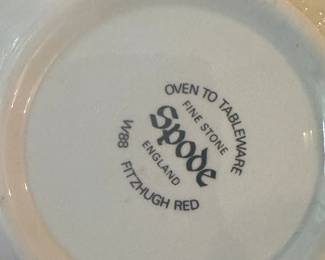 OVEN TO TABLEWARE
FINE STONE
Spode
ENGLAND
W88 FITZHUGH RED